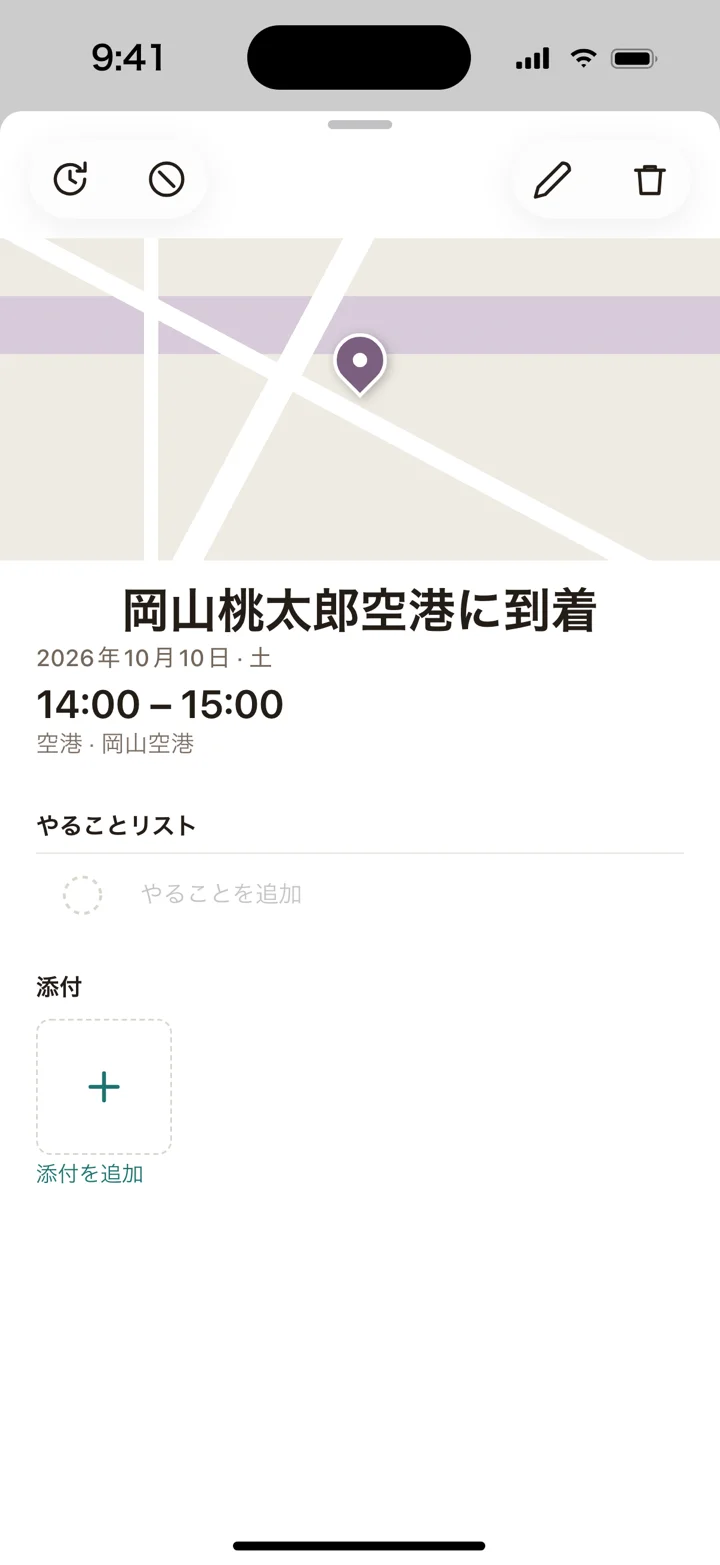 9:41
岡山桃太郎空港に到着
2026年10月10日 · 土
14:00 – 15:00
空港 · 岡山空港
やることリスト
やることを追加
添付
添付を追加